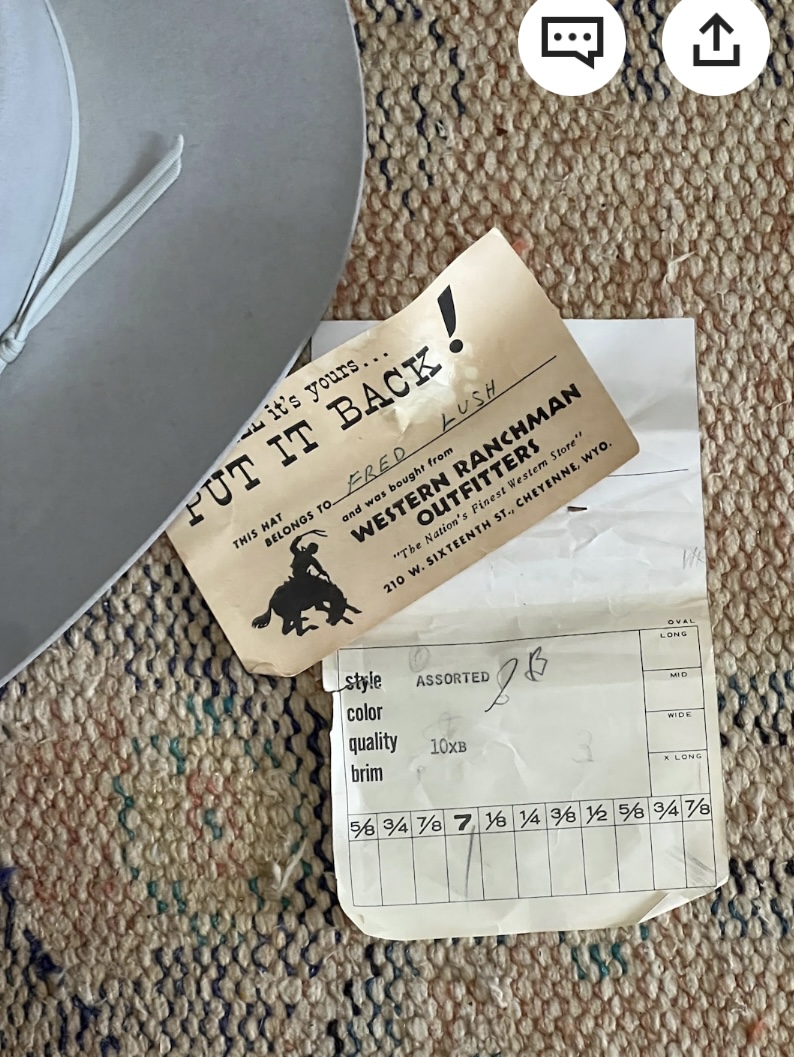 it's yours...
PUT IT BACK!
THIS HAT
BELONGS TO FRED LUSH
and was bought from
WESTERN RANCHMAN
OUTFITTERS
"The Nation's Finest Western Store"
210 W. SIXTEENTH ST., CHEYENNE, WYO.
OVAL
LONG
MID
WIDE
X LONG
style ASSORTED
color
quality 10XB
brim
5/8 3/4 7/8 7 1/8 1/4 3/8 1/2 5/8 3/4 7/8